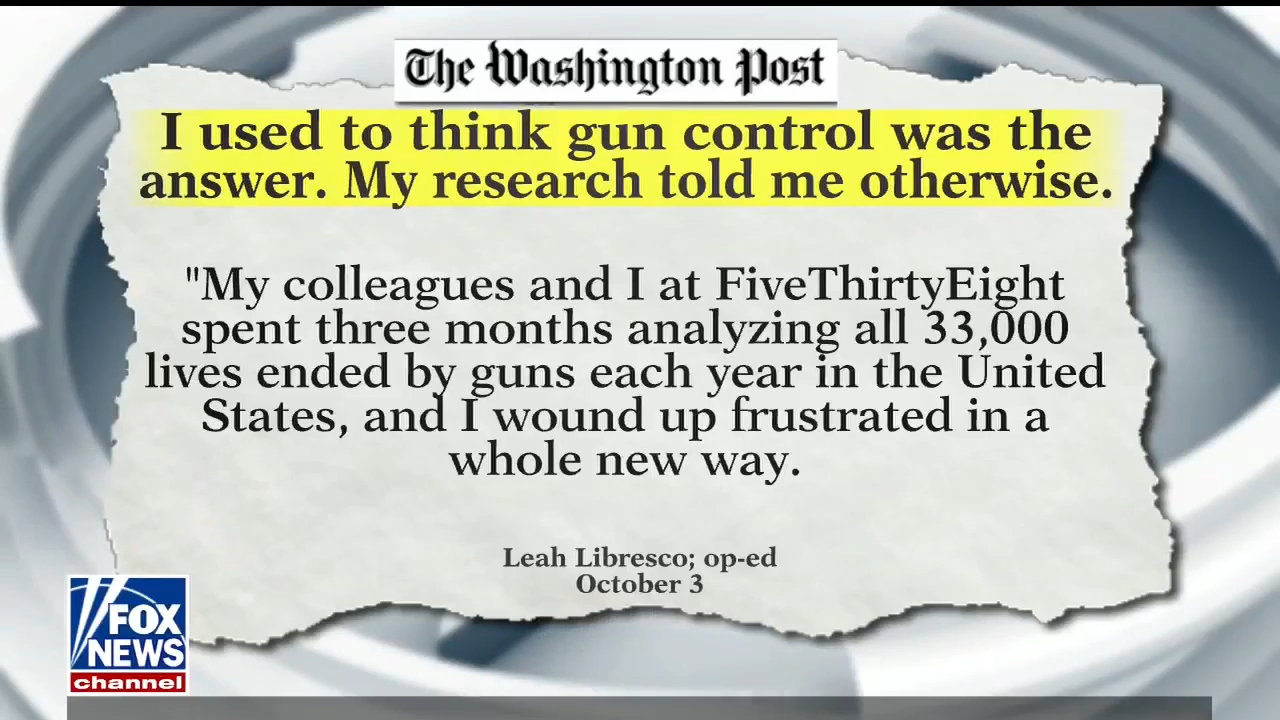 The Washington Post
I used to think gun control was the
answer. My research told me otherwise.
"My colleagues and I at FiveThirtyEight
spent three months analyzing all 33,000
lives ended by guns each year in the United
States, and I wound up frustrated in a
whole new way.
Leah Libresco; op-ed
October 3
FOX
NEWS
channel